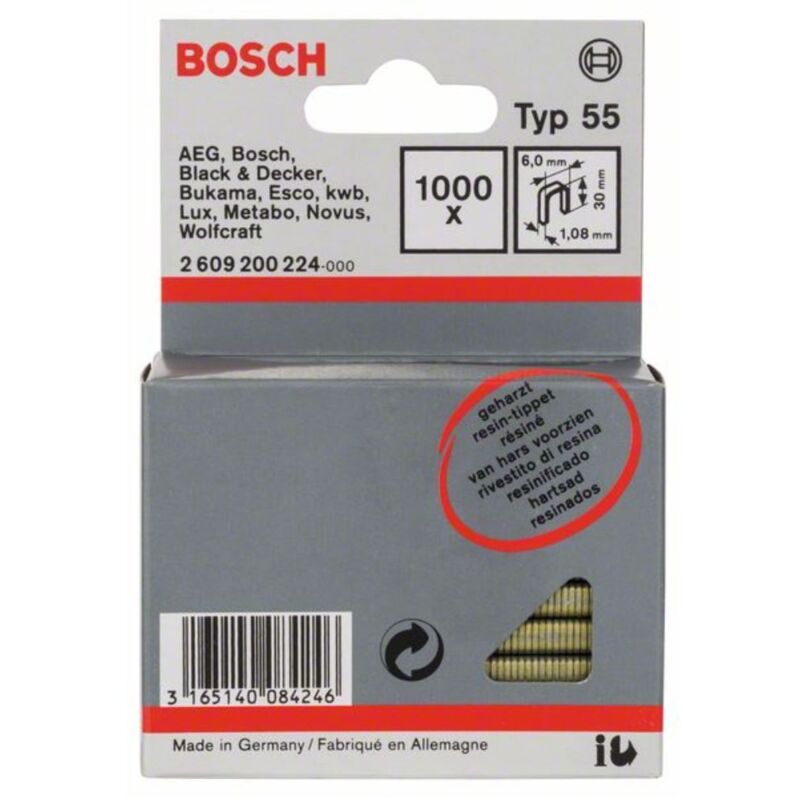 BOSCH
Typ 55
AEG, Bosch,
Black & Decker,
Bukama, Esco, kwb,
Lux, Metabo, Novus,
Wolfcraft
2 609 200 224-000
1000
x
6,0 mm
30 mm
1,08 mm
geharzt
resin-tippet
résiné
van hars voorzien
rivestito di resina
resinificado
hartsad
resinados
3 165140 084246
Made in Germany / Fabriqué en Allemagne